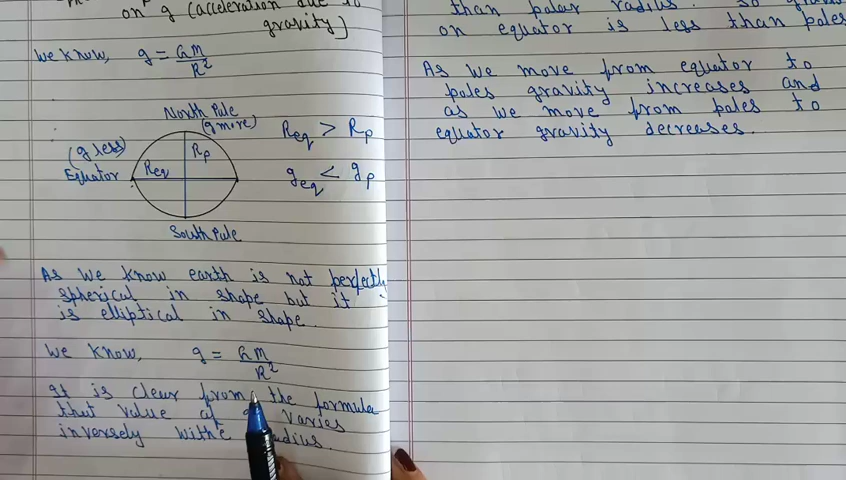 on g (acceleration due to
gravity]
We know, g = Gm
R²
North Pole
(g more)
(g less)
Equator
Req
Rp
South Pole
Req > Rp
geq < gp
As we know earth is not perfectly
spherical in shape but it
is elliptical in shape.
We know, g = Gm
R²
It is clear from the formula
that value of g varies
inversely withe radius.
than polar radius. So
on equator is less than poles
As we move from equator to
poles gravity increases and
as we move from poles to
equator gravity decreases.